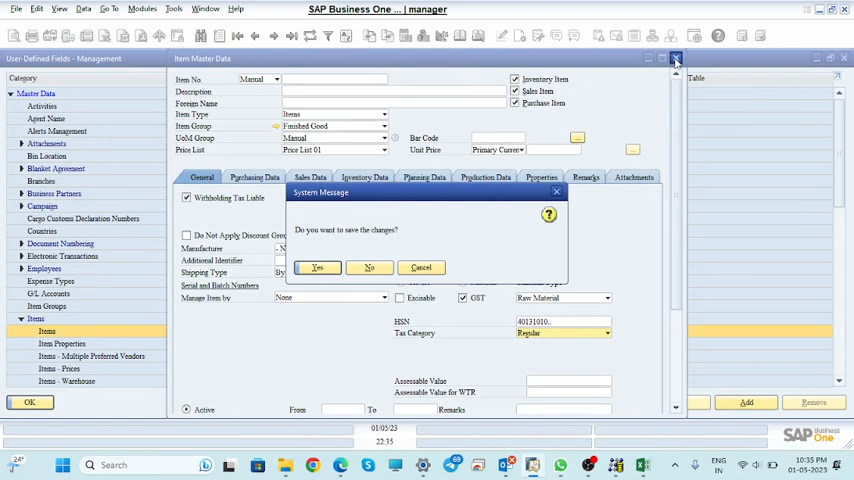 File Edit View Data Go To Modules Tools Window Help
SAP Business One ... | manager
User-Defined Fields - Management
Item Master Data
Category
Table
Master Data
Activities
Agent Name
Alerts Management
Attachments
Bin Location
Blanket Agreement
Branches
Business Partners
Campaign
Cargo Customs Declaration Numbers
Countries
Document Numbering
Electronic Transactions
Employees
Expense Types
G/L Accounts
Item Groups
Items
Items
Item Properties
Items - Multiple Preferred Vendors
Items - Prices
Items - Warehouse
OK
Item No. Manual
Description
Foreign Name
Item Type Items
Item Group Finished Good
UoM Group Manual
Price List Price List 01
Inventory Item
Sales Item
Purchase Item
Bar Code ...
Unit Price Primary Curren ...
General Purchasing Data Sales Data Inventory Data Planning Data Production Data Properties Remarks Attachments
Withholding Tax Liable
Do Not Apply Discount Grou
Manufacturer - N
Additional Identifier
Shipping Type By
Serial and Batch Numbers
Manage Item by None
System Message
?
Do you want to save the changes?
Yes No Cancel
Excisable GST Raw Material
HSN 40131010..
Tax Category Regular
Assessable Value
Assessable Value for WTR
Active From To Remarks
Add Remove
01/05/23
22:35
SAP Business One
24°
Search
69
ENG
IN
10:35 PM
01-05-2023